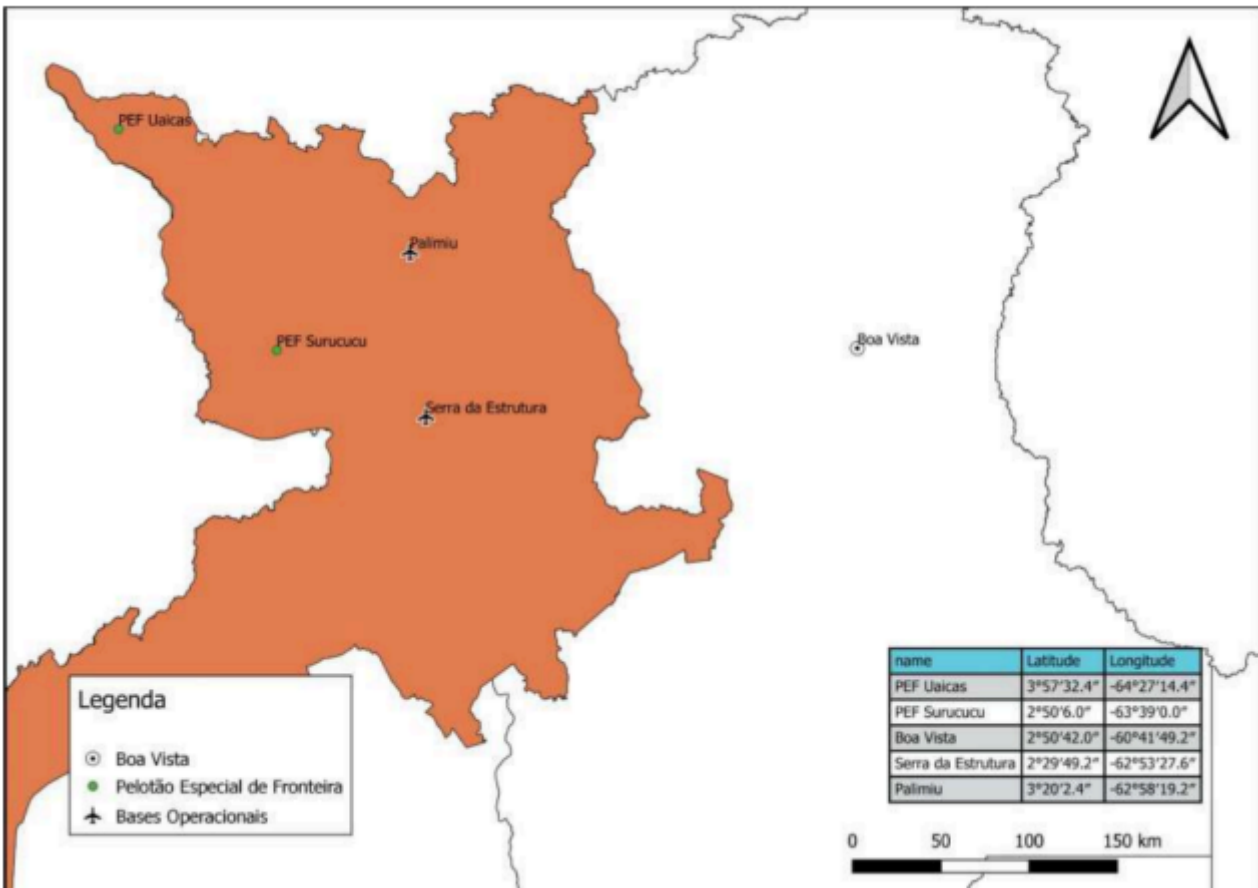 PEF Uaicas
Palimiu
PEF Surucucu
Boa Vista
Serra da Estrutura
name Latitude Longitude
PEF Uaicas 3°57'32.4" -64°27'14.4"
PEF Surucucu 2°50'6.0" -63°39'0.0"
Boa Vista 2°50'42.0" -60°41'49.2"
Serra da Estrutura 2°29'49.2" -62°53'27.6"
Palimiu 3°20'2.4" -62°58'19.2"
Legenda
Boa Vista
Pelotão Especial de Fronteira
Bases Operacionais
0 50 100 150 km